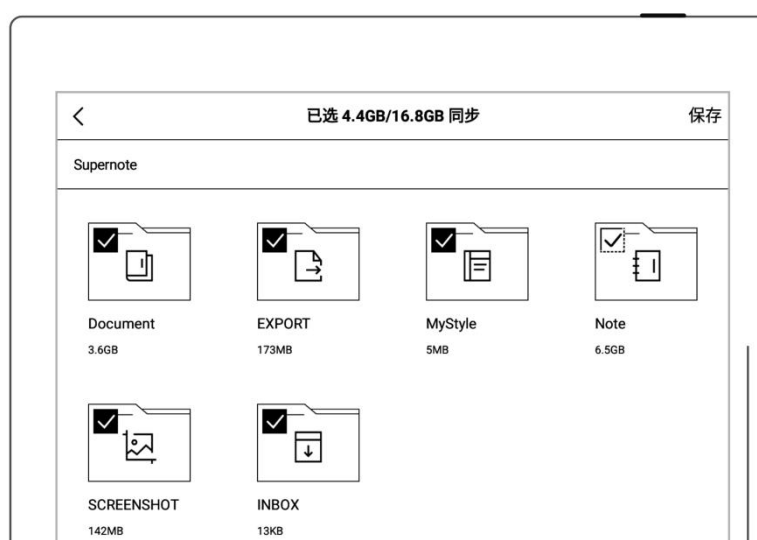 已选 4.4GB/16.8GB 同步
保存
Supernote
Document
EXPORT
MyStyle
Note
3.6GB
173MB
5MB
6.5GB
SCREENSHOT
INBOX
142MB
13KB